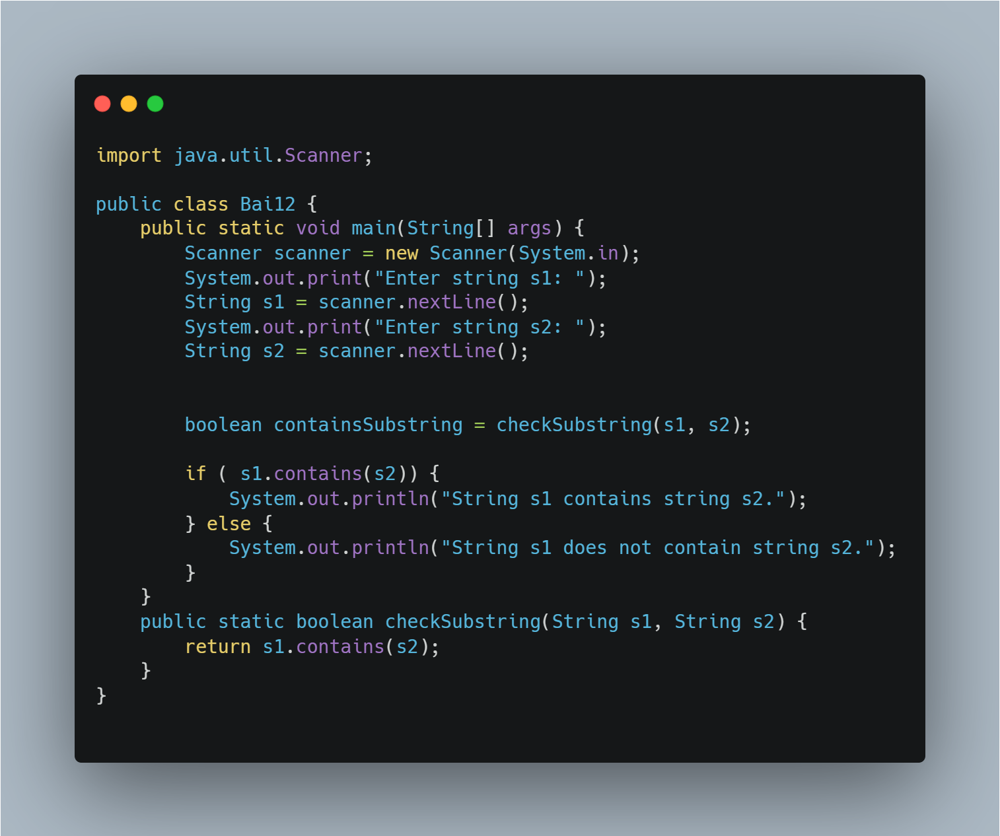 import java.util.Scanner;

public class Bai12 {
    public static void main(String[] args) {
        Scanner scanner = new Scanner(System.in);
        System.out.print("Enter string s1: ");
        String s1 = scanner.nextLine();
        System.out.print("Enter string s2: ");
        String s2 = scanner.nextLine();


        boolean containsSubstring = checkSubstring(s1, s2);

        if ( s1.contains(s2)) {
            System.out.println("String s1 contains string s2.");
        } else {
            System.out.println("String s1 does not contain string s2.");
        }
    }
    public static boolean checkSubstring(String s1, String s2) {
        return s1.contains(s2);
    }
}